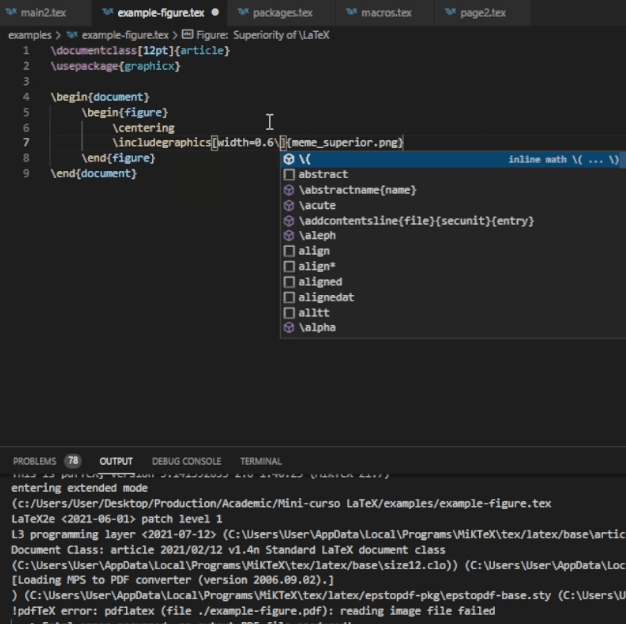 main2.tex example-figure.tex packages.tex macros.tex page2.tex
examples > example-figure.tex > Figure: Superiority of \LaTeX
1 \documentclass[12pt]{article}
2 \usepackage{graphicx}
3
4 \begin{document}
5 \begin{figure}
6 \centering
7 \includegraphics[width=0.6\]{meme_superior.png}
8 \end{figure}
9 \end{document}
\( inline math \( ... \)
abstract
\abstractname{name}
\acute
\addcontentsline{file}{secunit}{entry}
\aleph
align
align*
aligned
alignedat
alltt
\alpha
PROBLEMS 78 OUTPUT DEBUG CONSOLE TERMINAL
entering extended mode
(c:/Users/User/Desktop/Production/Academic/Mini-curso LaTeX/examples/example-figure.tex
LaTeX2e <2021-06-01> patch level 1
L3 programming layer <2021-07-12> (C:\Users\User\AppData\Local\Programs\MiKTeX\tex/latex/base\artic
Document Class: article 2021/02/12 v1.4n Standard LaTeX document class
(C:\Users\User\AppData\Local\Programs\MiKTeX\tex/latex/base\size12.clo)) (C:\Users\User\AppData\Loc
[Loading MPS to PDF converter (version 2006.09.02).]
) (C:\Users\User\AppData\Local\Programs\MiKTeX\tex/latex/epstopdf-pkg\epstopdf-base.sty (C:\Users\U
!pdfTeX error: pdflatex (file ./example-figure.pdf): reading image file failed